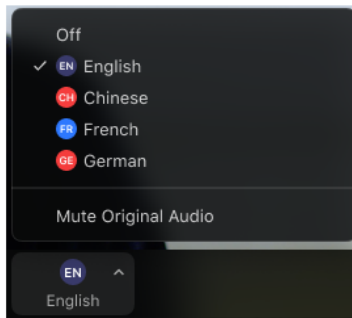 Off
EN English
CH Chinese
FR French
GE German
Mute Original Audio
EN
English